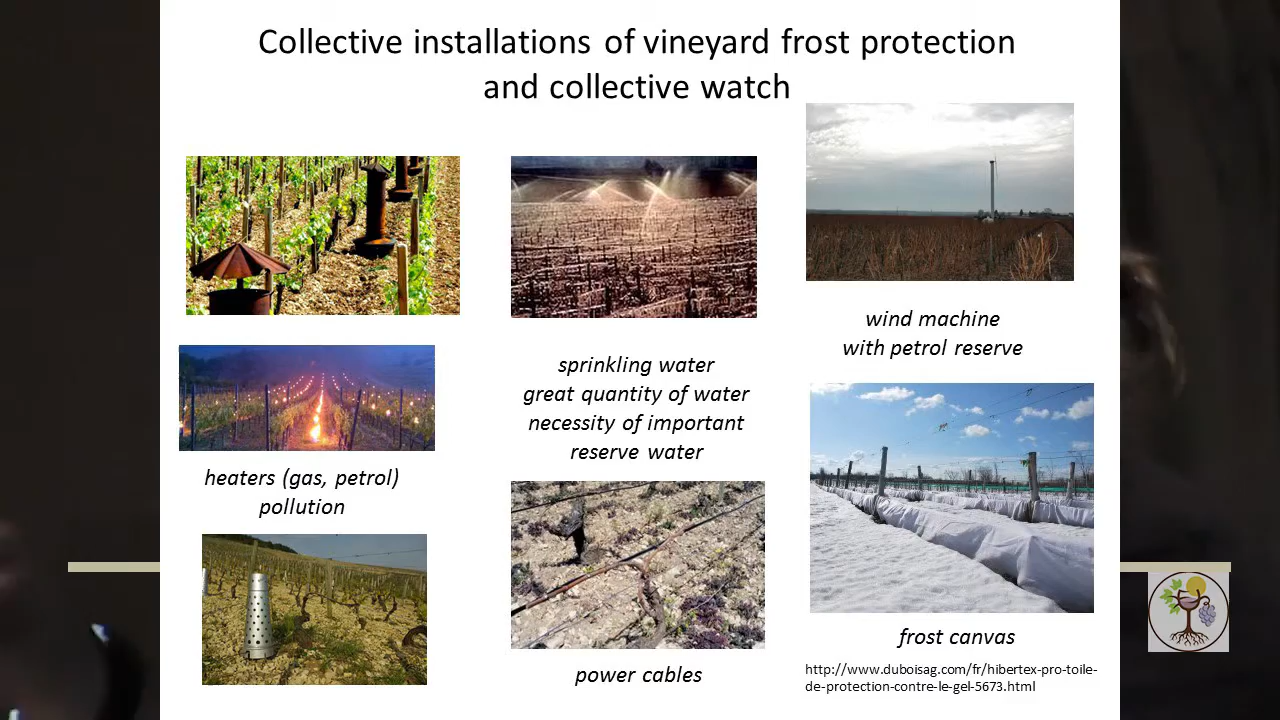 Collective installations of vineyard frost protection
and collective watch
heaters (gas, petrol)
pollution
sprinkling water
great quantity of water
necessity of important
reserve water
power cables
wind machine
with petrol reserve
frost canvas
http://www.duboisag.com/fr/hibertex-pro-toile-
de-protection-contre-le-gel-5673.html